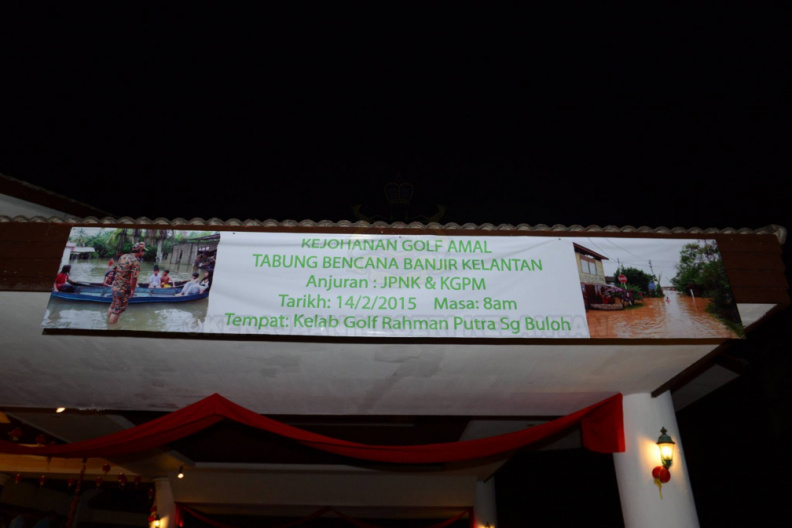 KEJOHANAN GOLF AMAL
TABUNG BENCANA BANJIR KELANTAN
Anjuran : JPNK & KGPM
Tarikh: 14/2/2015 Masa: 8am
Tempat: Kelab Golf Rahman Putra Sg Buloh